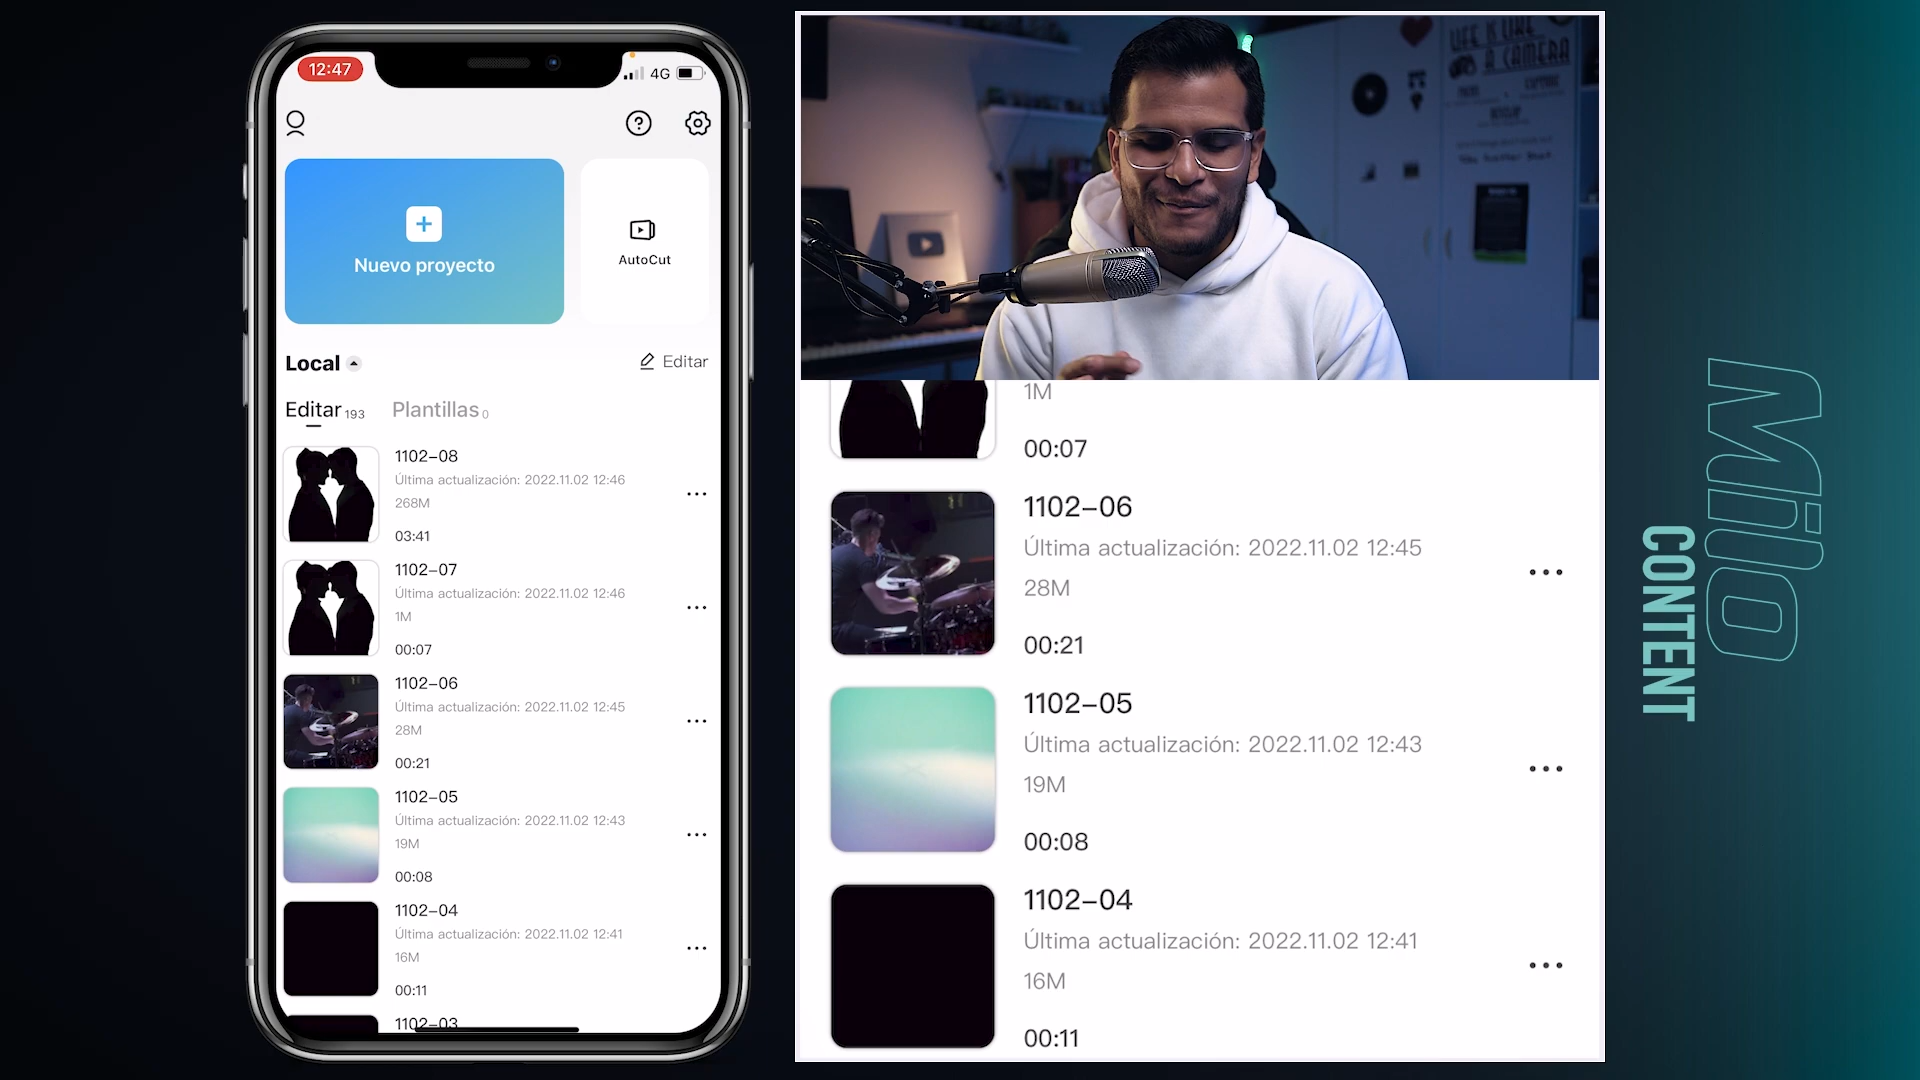 12:47
4G
Nuevo proyecto
AutoCut
Local
Editar
Editar 193
Plantillas 0
1102-08
Última actualización: 2022.11.02 12:46
268M
03:41
1102-07
Última actualización: 2022.11.02 12:46
1M
00:07
1102-06
Última actualización: 2022.11.02 12:45
28M
00:21
1102-05
Última actualización: 2022.11.02 12:43
19M
00:08
1102-04
Última actualización: 2022.11.02 12:41
16M
00:11
1102-03
LIFE IS LIKE
A CAMERA
1M
00:07
1102-06
Última actualización: 2022.11.02 12:45
28M
00:21
1102-05
Última actualización: 2022.11.02 12:43
19M
00:08
1102-04
Última actualización: 2022.11.02 12:41
16M
00:11
Milo
CONTENT